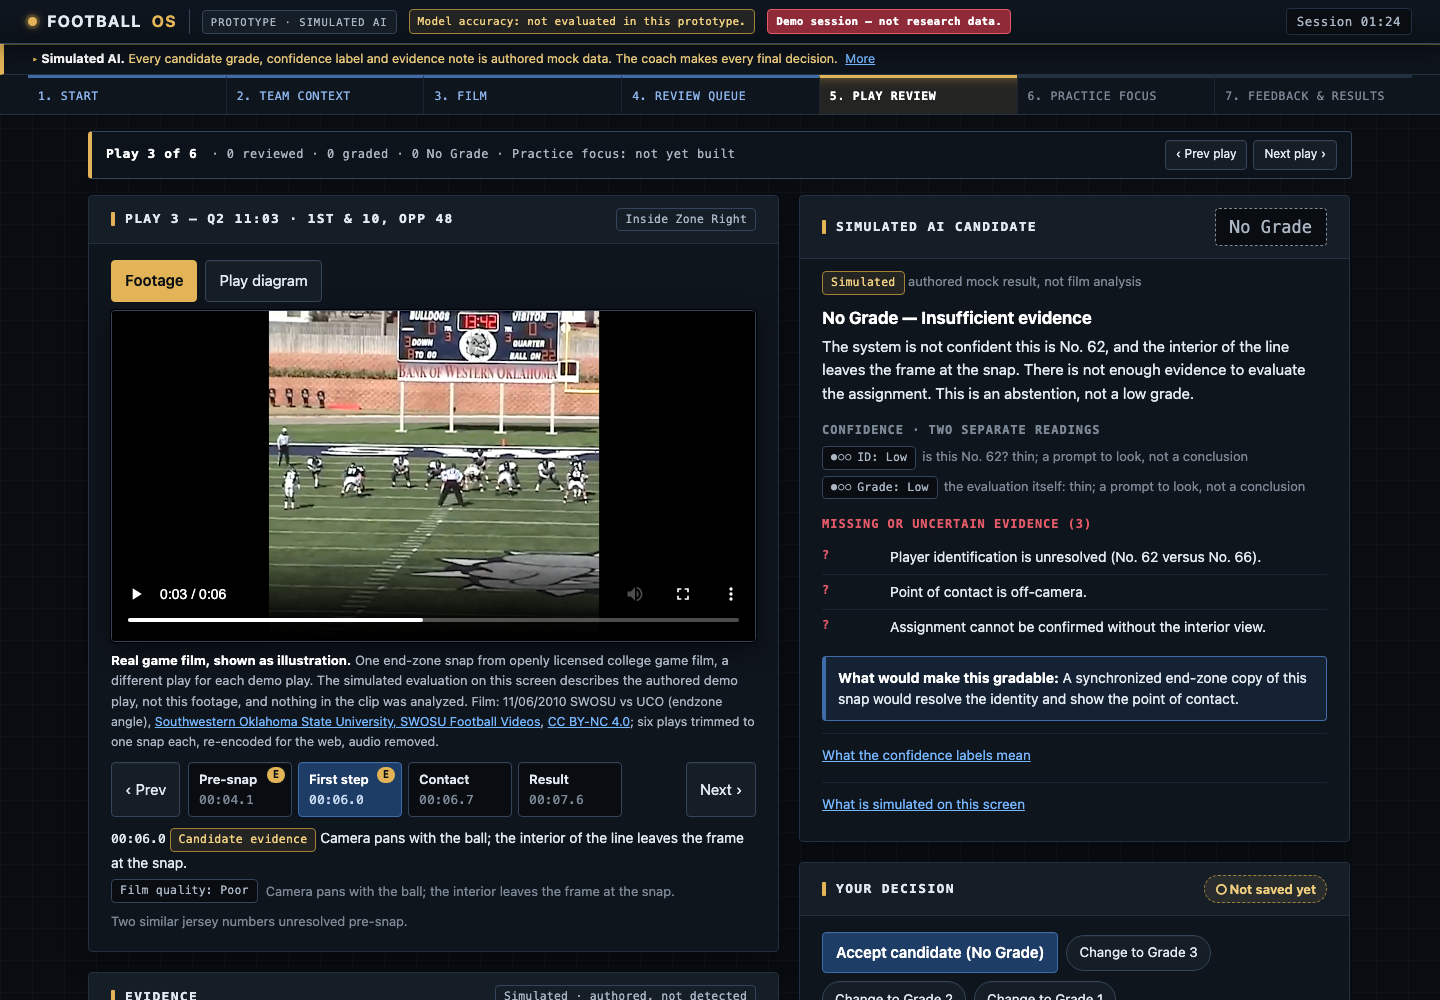 FOOTBALL OS
PROTOTYPE · SIMULATED AI
Model accuracy: not evaluated in this prototype.
Demo session — not research data.
Session 01:24
▸ Simulated AI. Every candidate grade, confidence label and evidence note is authored mock data. The coach makes every final decision. More
1. START
2. TEAM CONTEXT
3. FILM
4. REVIEW QUEUE
5. PLAY REVIEW
6. PRACTICE FOCUS
7. FEEDBACK & RESULTS
Play 3 of 6 · 0 reviewed · 0 graded · 0 No Grade · Practice focus: not yet built
‹ Prev play
Next play ›
PLAY 3 — Q2 11:03 · 1ST & 10, OPP 48
Inside Zone Right
Footage
Play diagram
BULLDOGS 13:42 VISITOR
DOWN
QUARTER
TO GO
BALL ON 22
BANK OF WESTERN OKLAHOMA
0:03 / 0:06
Real game film, shown as illustration. One end-zone snap from openly licensed college game film, a
different play for each demo play. The simulated evaluation on this screen describes the authored demo
play, not this footage, and nothing in the clip was analyzed. Film: 11/06/2010 SWOSU vs UCO (endzone
angle), Southwestern Oklahoma State University, SWOSU Football Videos, CC BY-NC 4.0; six plays trimmed to
one snap each, re-encoded for the web, audio removed.
‹ Prev
Pre-snap E
00:04.1
First step E
00:06.0
Contact
00:06.7
Result
00:07.6
Next ›
00:06.0 Candidate evidence Camera pans with the ball; the interior of the line leaves the frame
at the snap.
Film quality: Poor Camera pans with the ball; the interior leaves the frame at the snap.
Two similar jersey numbers unresolved pre-snap.
EVIDENCE
Simulated · authored, not detected
SIMULATED AI CANDIDATE
No Grade
Simulated authored mock result, not film analysis
No Grade — Insufficient evidence
The system is not confident this is No. 62, and the interior of the line
leaves the frame at the snap. There is not enough evidence to evaluate
the assignment. This is an abstention, not a low grade.
CONFIDENCE · TWO SEPARATE READINGS
●○○ ID: Low is this No. 62? thin; a prompt to look, not a conclusion
●○○ Grade: Low the evaluation itself: thin; a prompt to look, not a conclusion
MISSING OR UNCERTAIN EVIDENCE (3)
? Player identification is unresolved (No. 62 versus No. 66).
? Point of contact is off-camera.
? Assignment cannot be confirmed without the interior view.
What would make this gradable: A synchronized end-zone copy of this
snap would resolve the identity and show the point of contact.
What the confidence labels mean
What is simulated on this screen
YOUR DECISION
Not saved yet
Accept candidate (No Grade)
Change to Grade 3
Change to Grade 2
Change to Grade 1